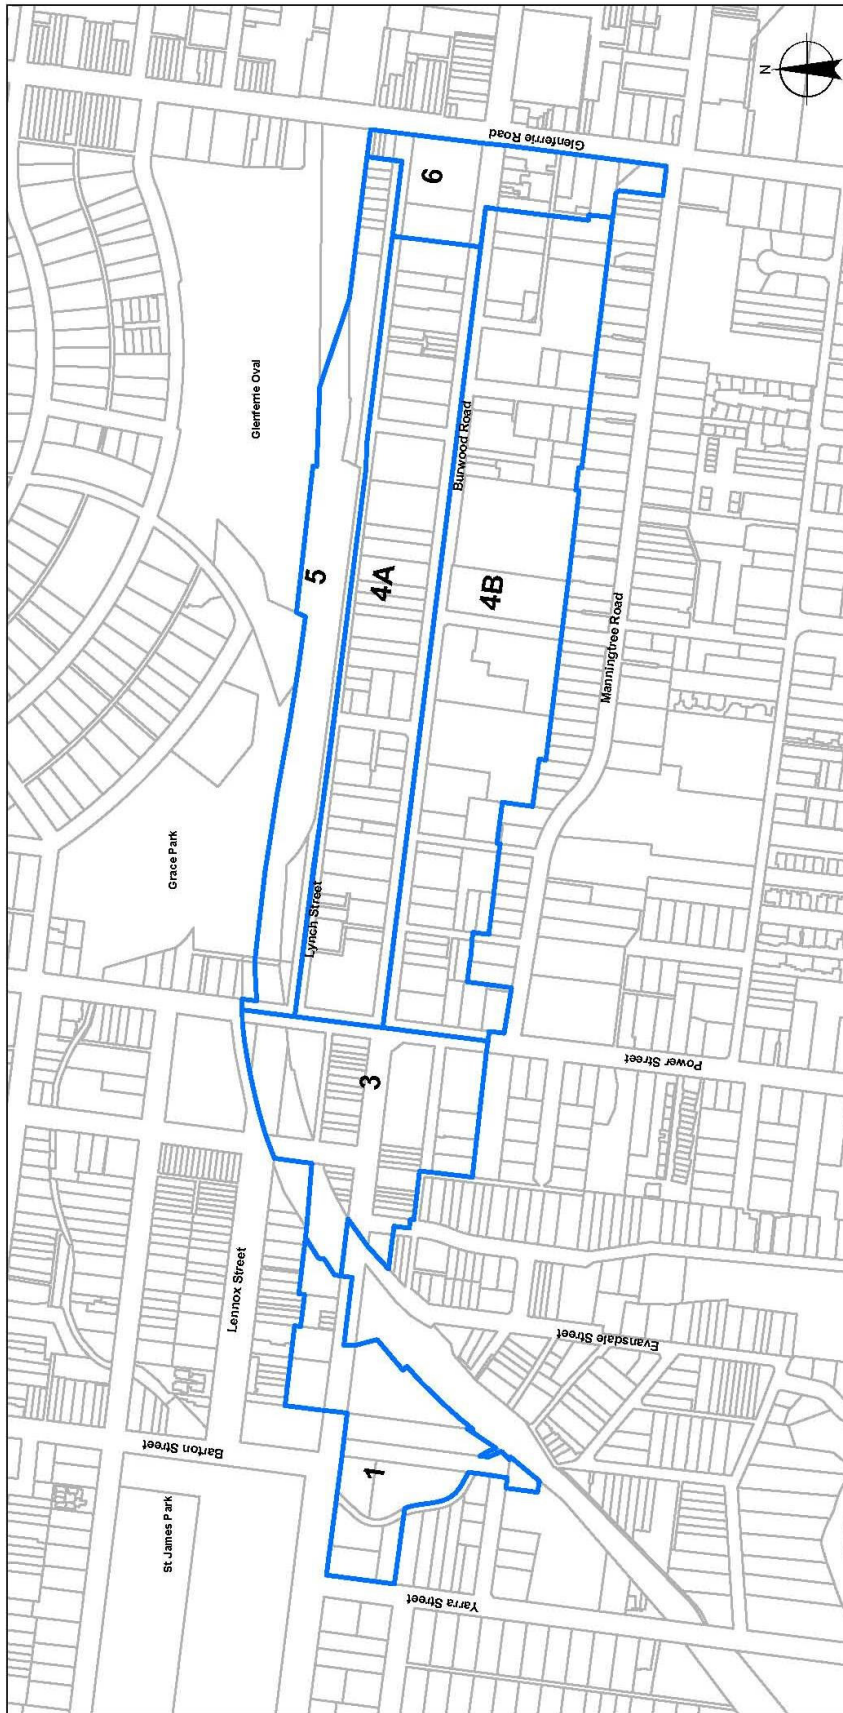 N
Glenferrie Road
6
Glenferrie Oval
Burwood Road
5
4A
4B
Manningtree Road
Grace Park
Lynch Street
3
Power Street
Lennox Street
Evansdale Street
Barton Street
1
St James Park
Yarra Street